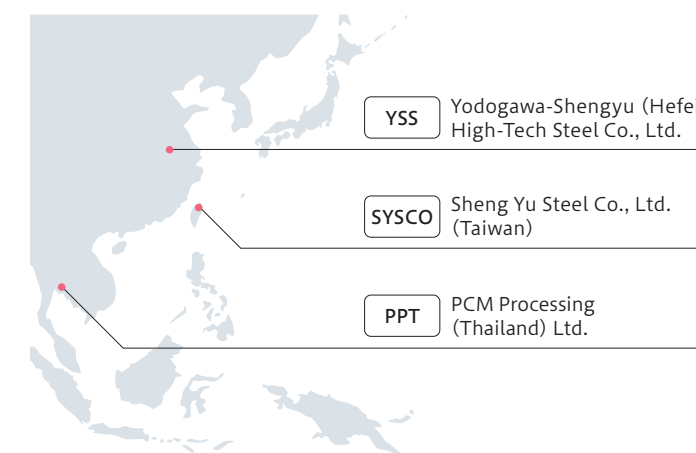 YSS
Yodogawa-Shengyu (Hefei
High-Tech Steel Co., Ltd.
SYSCO
Sheng Yu Steel Co., Ltd.
(Taiwan)
PPT
PCM Processing
(Thailand) Ltd.